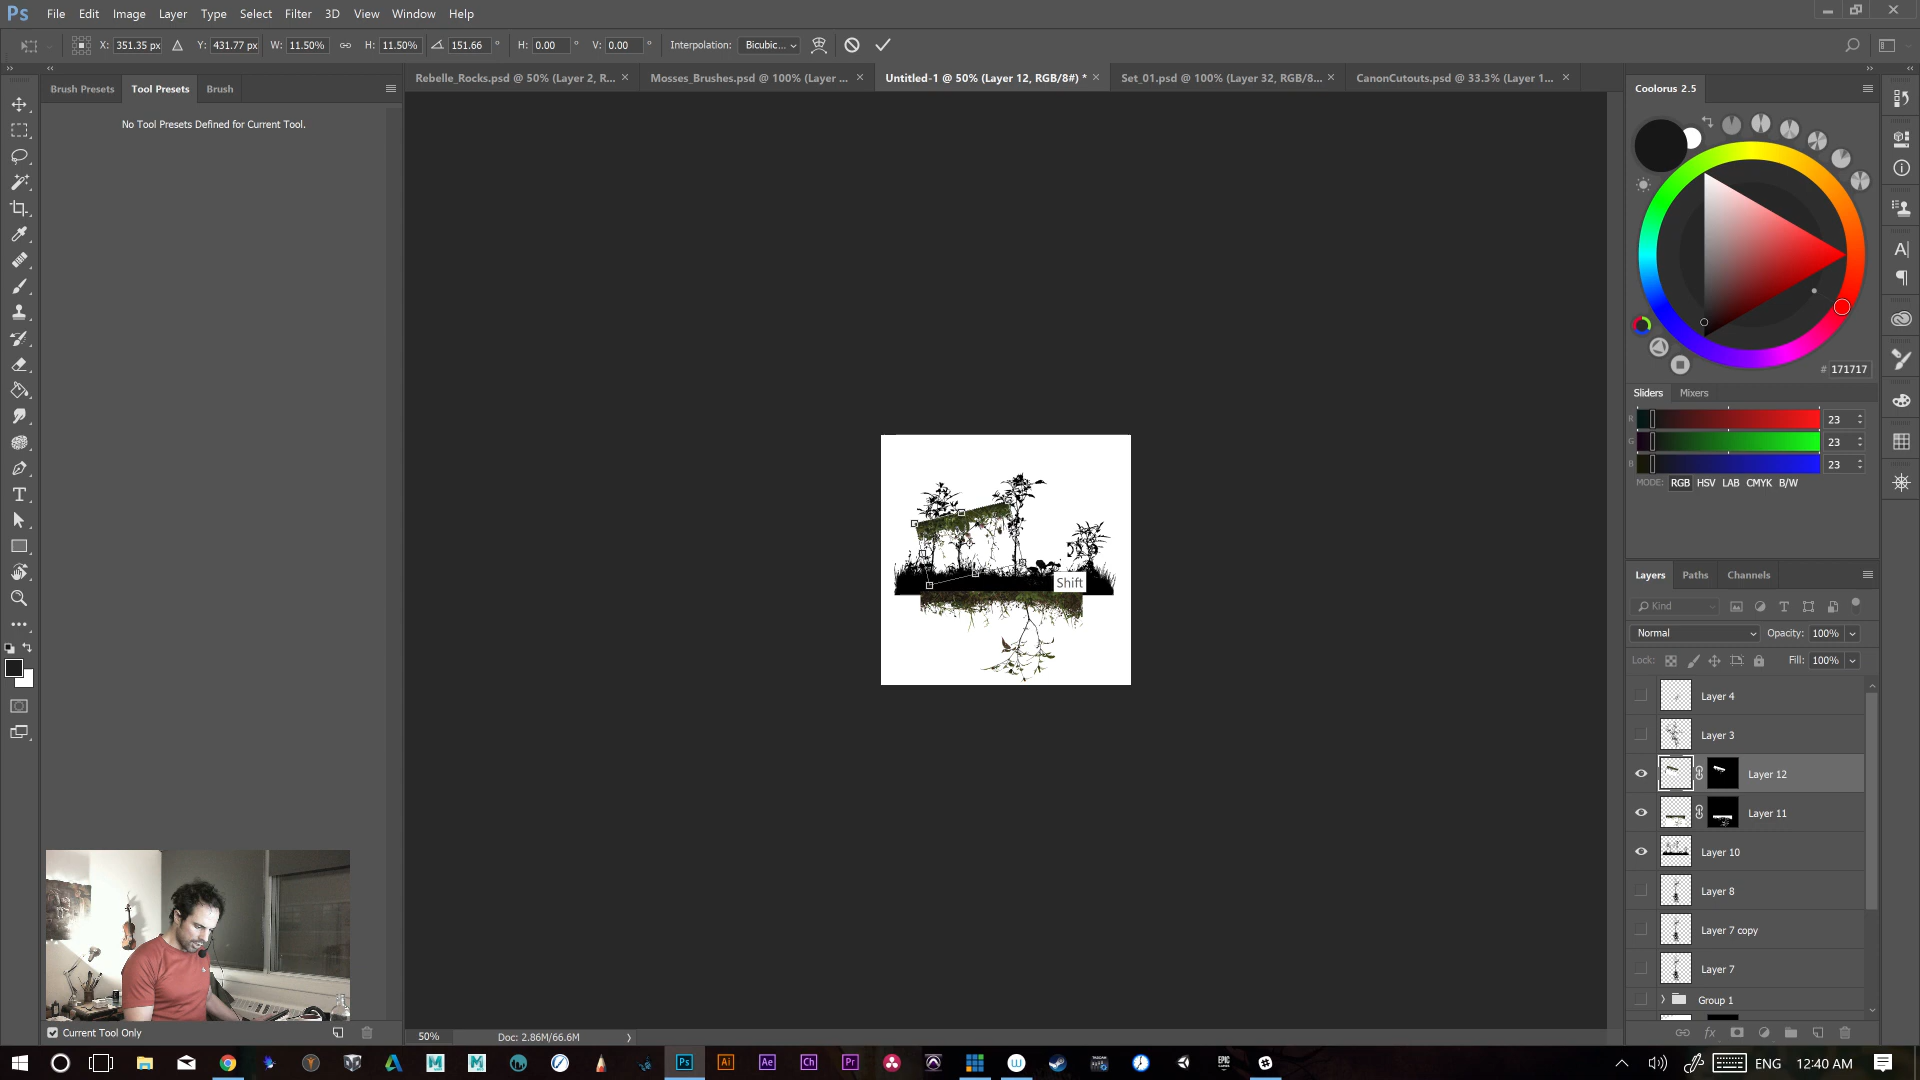 Ps File Edit Image Layer Type Select Filter 3D View Window Help
X: 351.35 px Y: 431.77 px W: 11.50% H: 11.50% 151.66 ° H: 0.00 ° V: 0.00 ° Interpolation: Bicubic...
Rebelle_Rocks.psd @ 50% (Layer 2, R... × Mosses_Brushes.psd @ 100% (Layer ... × Untitled-1 @ 50% (Layer 12, RGB/8#) * × Set_01.psd @ 100% (Layer 32, RGB/8... × CanonCutouts.psd @ 33.3% (Layer 1... ×
Brush Presets Tool Presets Brush
No Tool Presets Defined for Current Tool.
Coolorus 2.5
# 171717
Sliders Mixers
R 23
G 23
B 23
MODE: RGB HSV LAB CMYK B/W
Shift
Layers Paths Channels
Kind
Normal Opacity: 100%
Lock: Fill: 100%
Layer 4
Layer 3
Layer 12
Layer 11
Layer 10
Layer 8
Layer 7 copy
Layer 7
Group 1
Current Tool Only
50% Doc: 2.86M/66.6M
Ps Ai Ae Ch Pr
ENG 12:40 AM